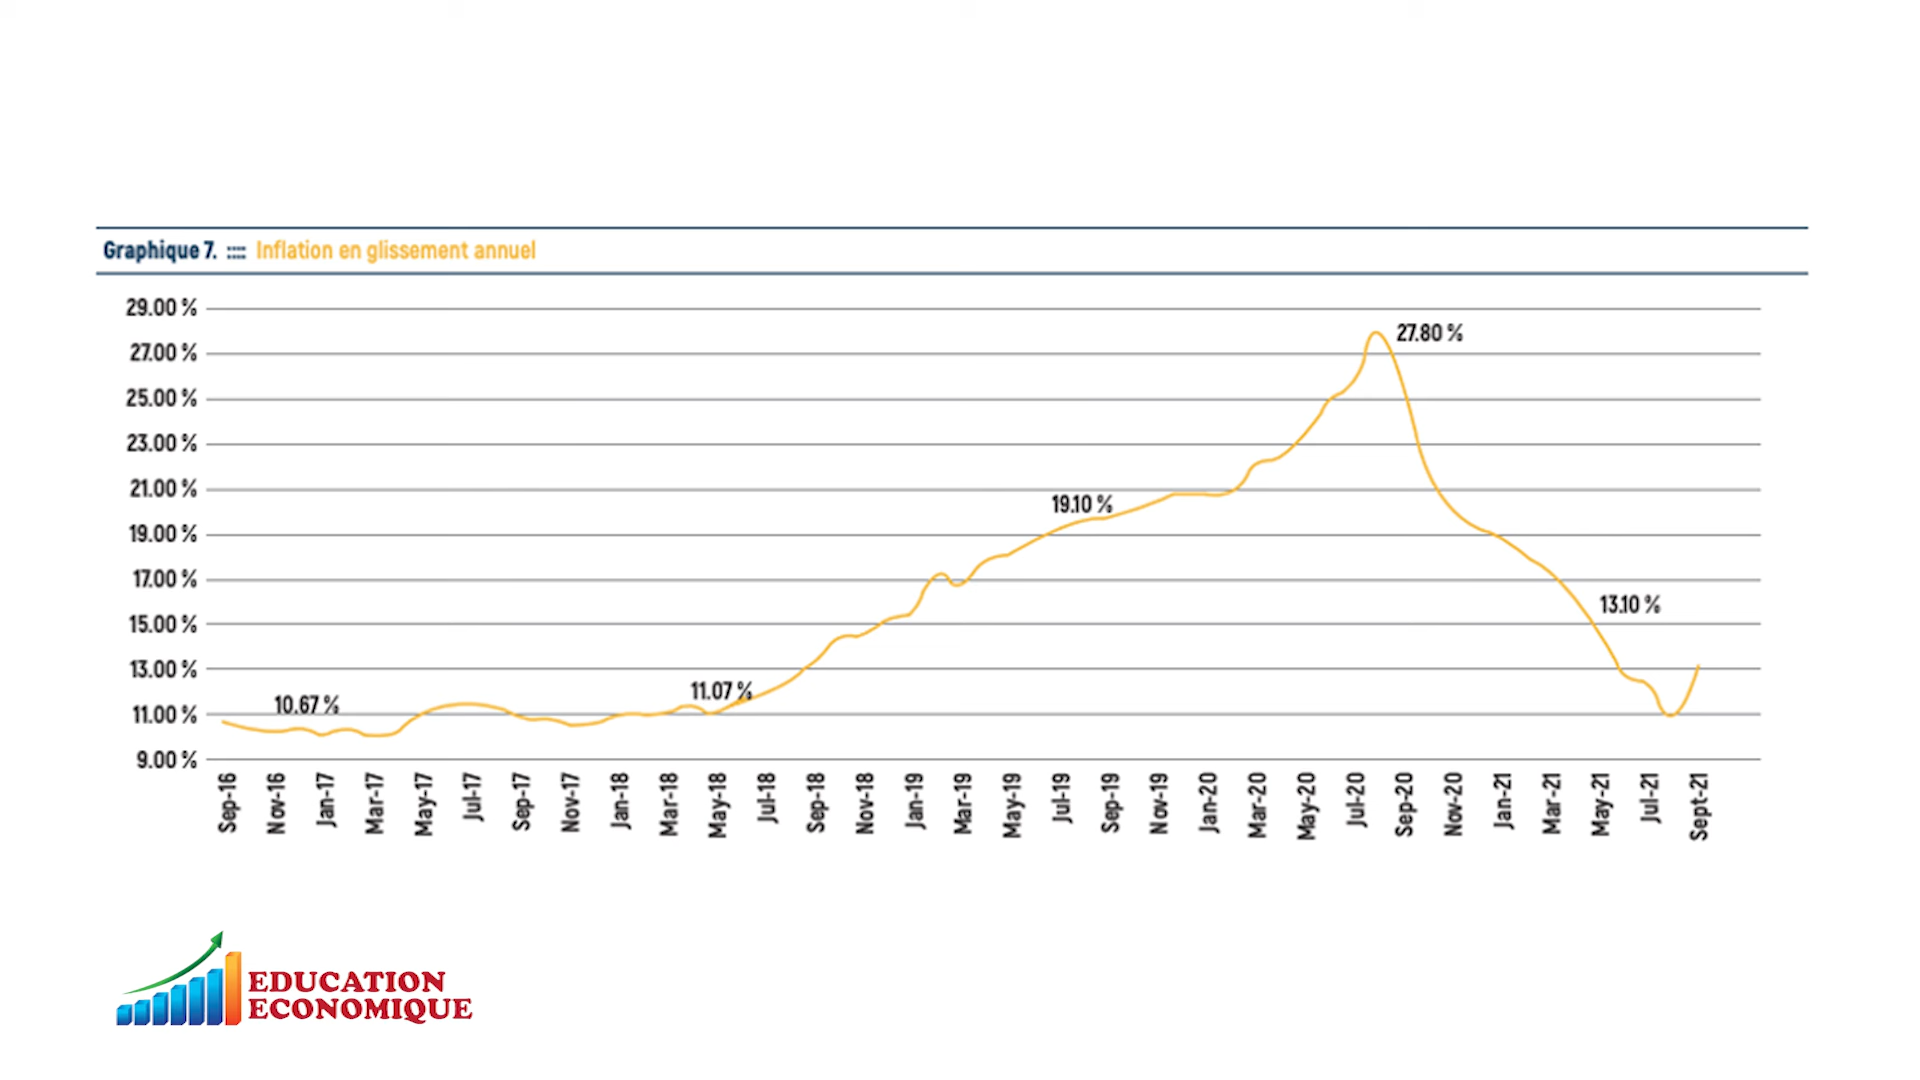 Graphique 7. :::: Inflation en glissement annuel
29.00 %
27.00 %
25.00 %
23.00 %
21.00 %
19.00 %
17.00 %
15.00 %
13.00 %
11.00 %
9.00 %
10.67 %
11.07 %
19.10 %
27.80 %
13.10 %
Sep-16
Nov-16
Jan-17
Mar-17
May-17
Jul-17
Sep-17
Nov-17
Jan-18
Mar-18
May-18
Jul-18
Sep-18
Nov-18
Jan-19
Mar-19
May-19
Jul-19
Sep-19
Nov-19
Jan-20
Mar-20
May-20
Jul-20
Sep-20
Nov-20
Jan-21
Mar-21
May-21
Jul-21
Sept-21
EDUCATION
ECONOMIQUE